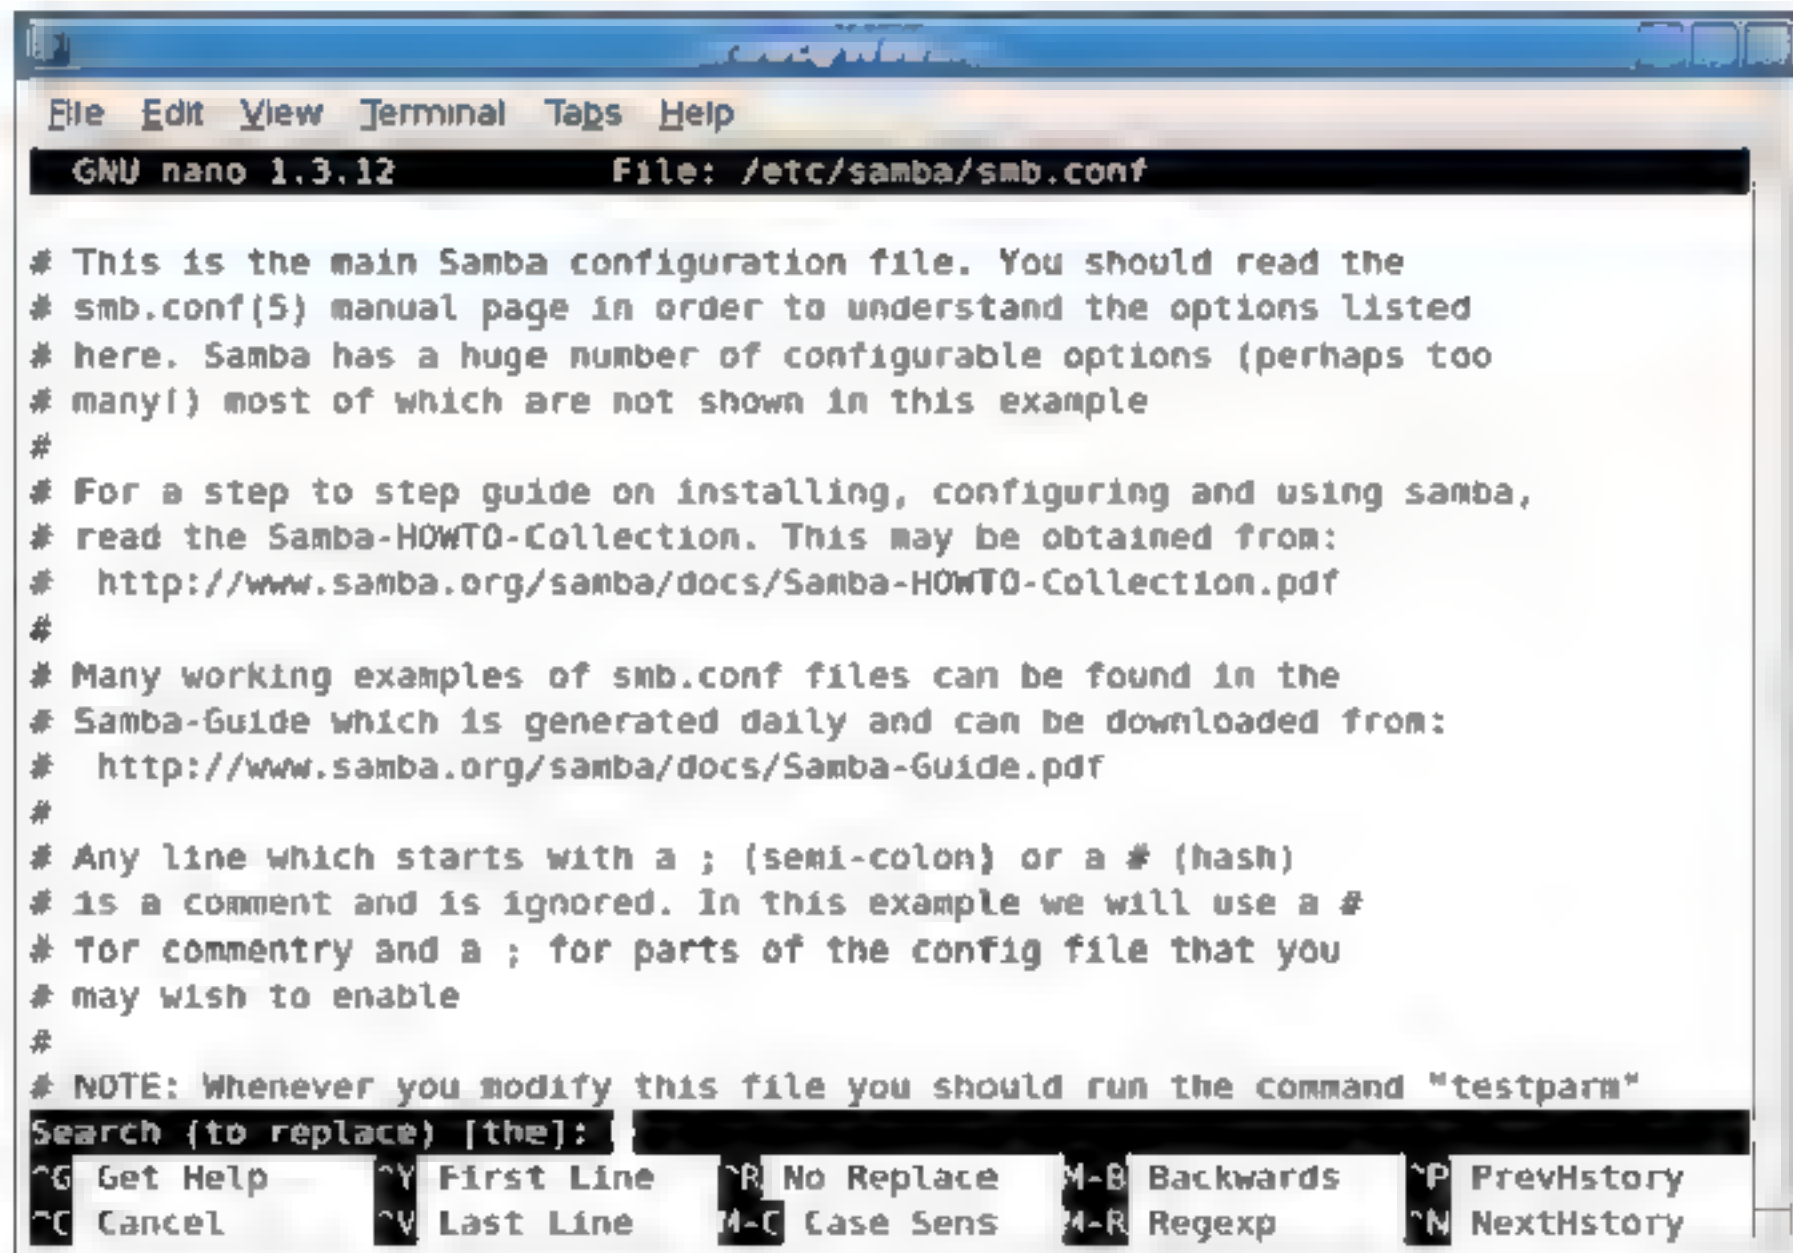 File Edit View Terminal Tabs Help
GNU nano 1.3.12 File: /etc/samba/smb.conf
# This is the main Samba configuration file. You should read the
# smb.conf(5) manual page in order to understand the options listed
# here. Samba has a huge number of configurable options (perhaps too
# many!) most of which are not shown in this example
#
# For a step to step guide on installing, configuring and using samba,
# read the Samba-HOWTO-Collection. This may be obtained from:
#  http://www.samba.org/samba/docs/Samba-HOWTO-Collection.pdf
#
# Many working examples of smb.conf files can be found in the
# Samba-Guide which is generated daily and can be downloaded from:
#  http://www.samba.org/samba/docs/Samba-Guide.pdf
#
# Any line which starts with a ; (semi-colon) or a # (hash)
# is a comment and is ignored. In this example we will use a #
# for commentry and a ; for parts of the config file that you
# may wish to enable
#
# NOTE: Whenever you modify this file you should run the command "testparm"
Search (to replace) [the]:
^G Get Help ^Y First Line ^R No Replace M-B Backwards ^P PrevHstory
^C Cancel ^V Last Line M-C Case Sens M-R Regexp ^N NextHstory